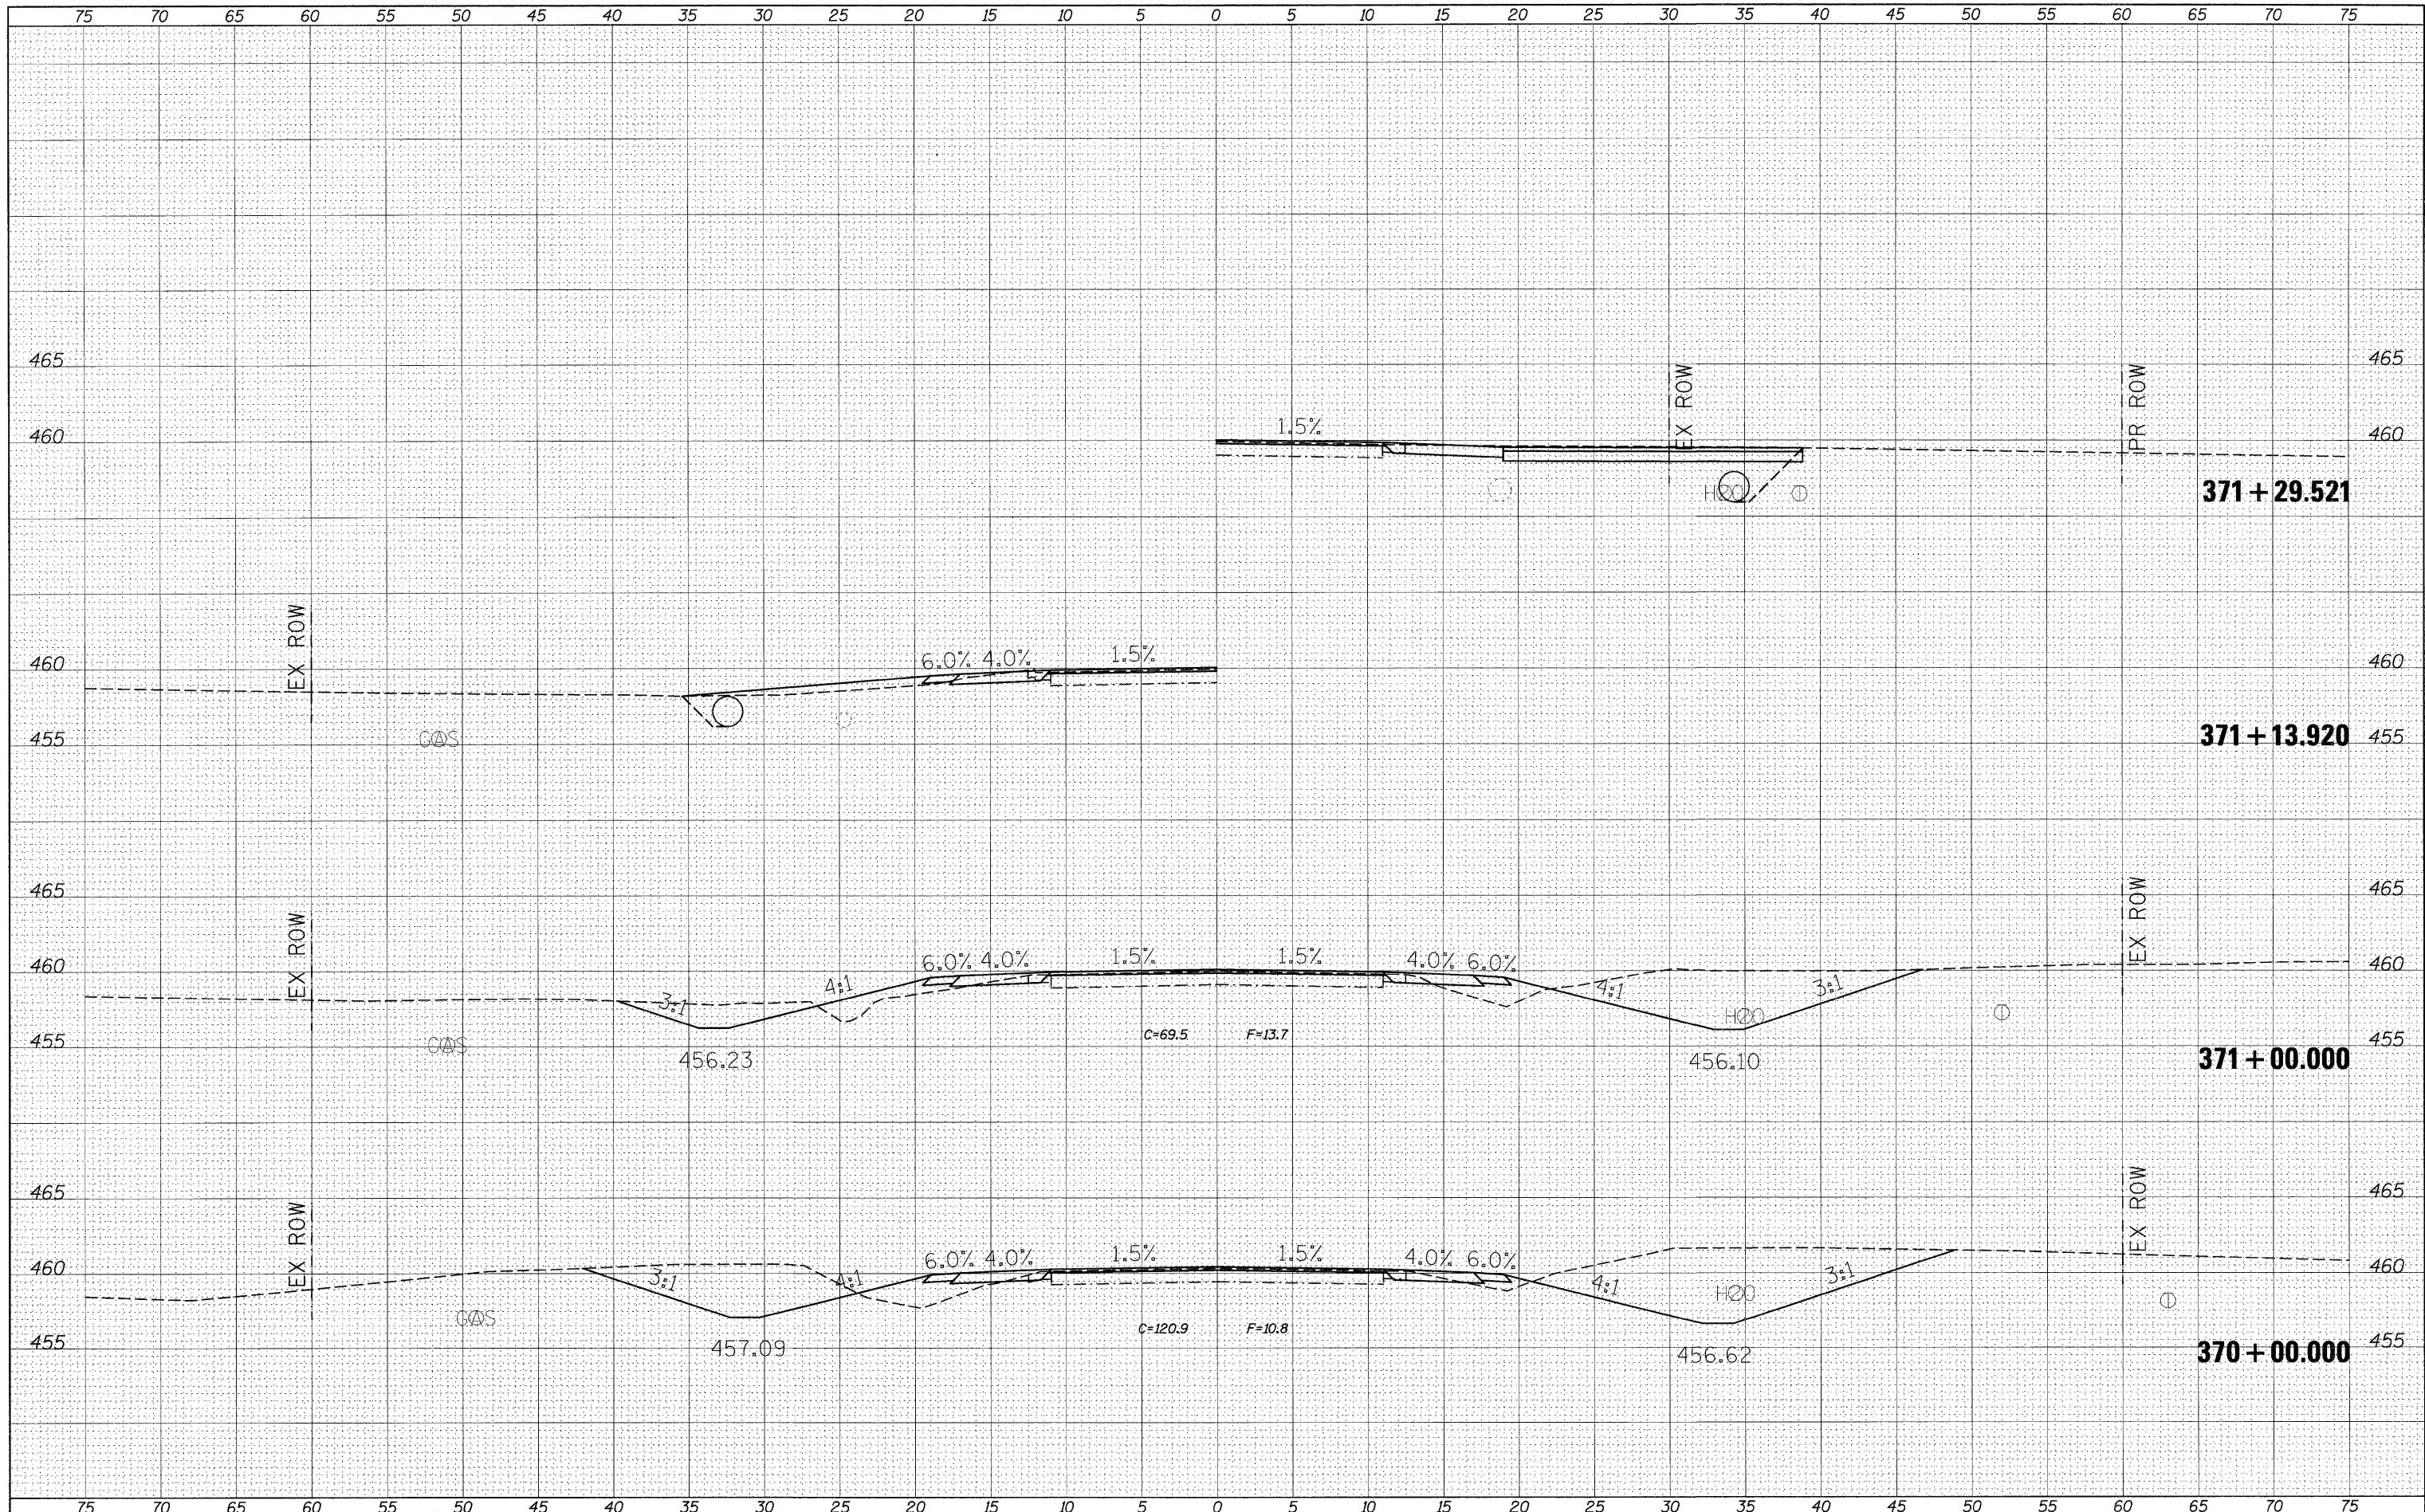 75 70 65 60 55 50 45 40 35 30 25 20 15 10 5 0 5 10 15 20 25 30 35 40 45 50 55 60 65 70 75
465 EX ROW PR ROW 465
460 1.5% 460
H2O T 371+29.521
EX ROW
460 6.0% 4.0% 1.5% 460
GAS
455 371+13.920 455
465 EX ROW EX ROW 465
460 6.0% 4.0% 1.5% 1.5% 4.0% 6.0% 460
3:1 4:1 4:1 3:1
H2O T
GAS C=69.5 F=13.7
455 455
456.23 456.10 371+00.000
465 EX ROW EX ROW 465
460 6.0% 4.0% 1.5% 1.5% 4.0% 6.0% 460
3:1 4:1 4:1 3:1
H2O T
GAS C=120.9 F=10.8
455 457.09 456.62 370+00.000 455
75 70 65 60 55 50 45 40 35 30 25 20 15 10 5 0 5 10 15 20 25 30 35 40 45 50 55 60 65 70 75